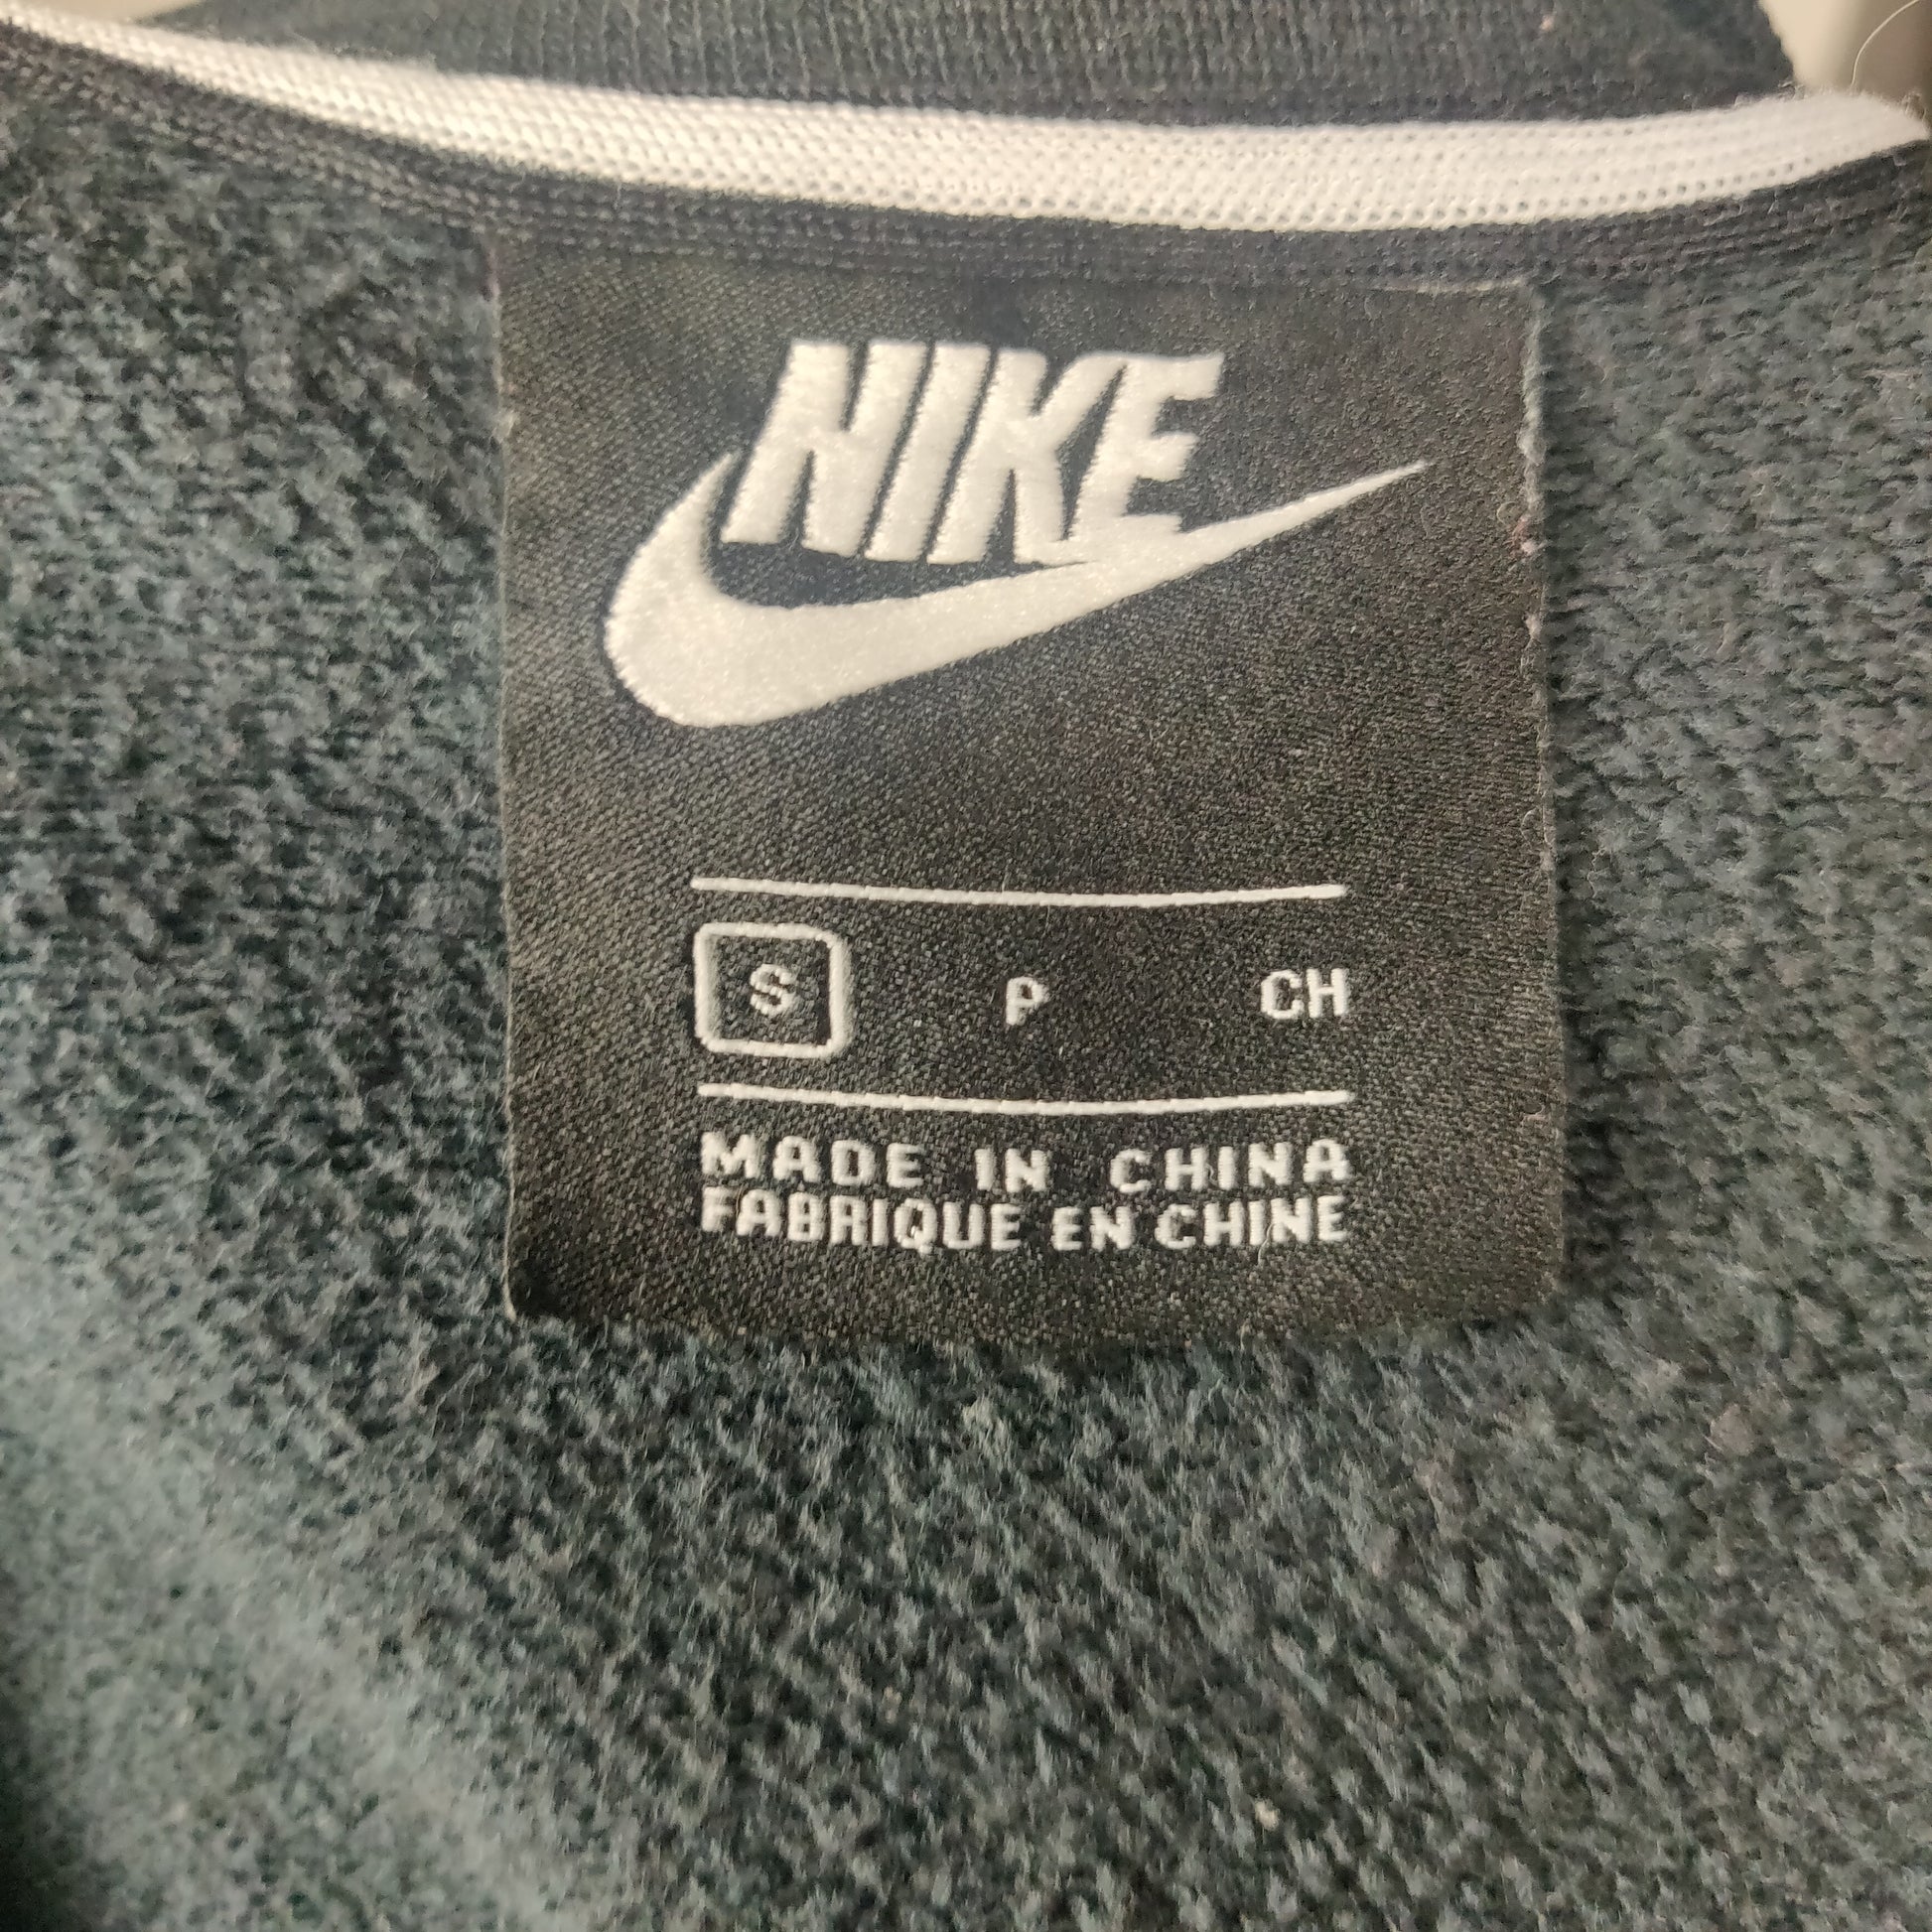 NIKE
S P CH
MADE IN CHINA
FABRIQUE EN CHINE